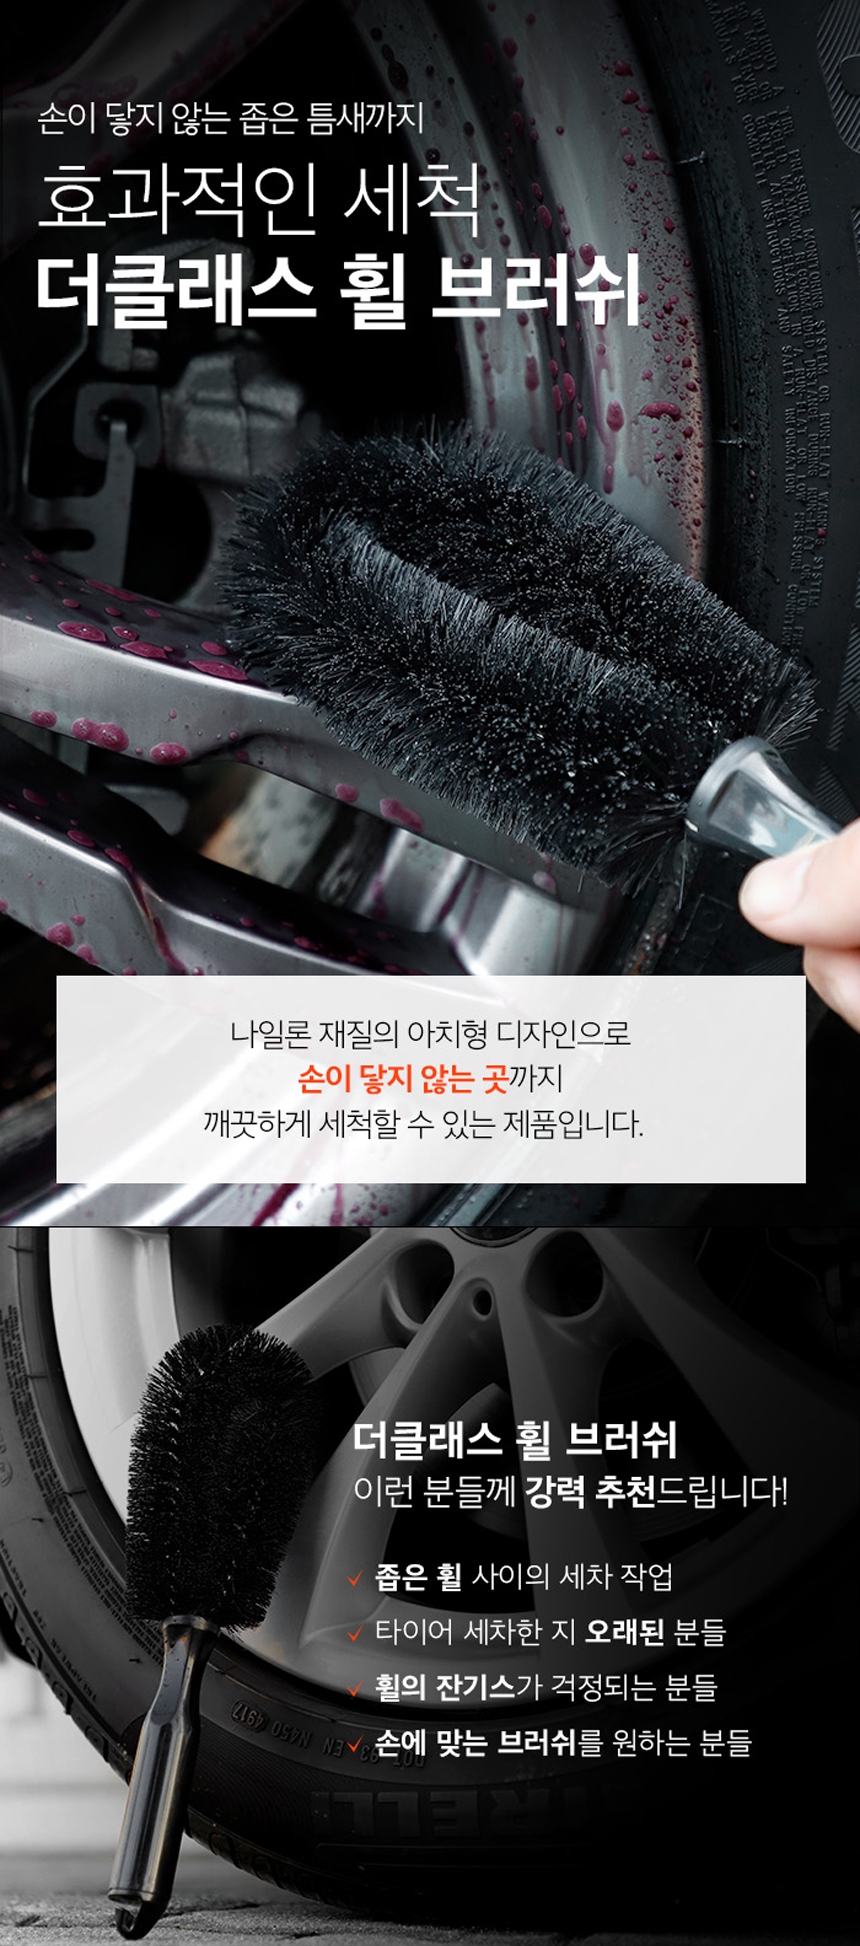 손이 닿지 않는 좁은 틈새까지
효과적인 세척
더클래스 휠 브러쉬
나일론 재질의 아치형 디자인으로
손이 닿지 않는 곳까지
깨끗하게 세척할 수 있는 제품입니다.
더클래스 휠 브러쉬
이런 분들께 강력 추천드립니다!
좁은 휠 사이의 세차 작업
타이어 세차한 지 오래된 분들
휠의 잔기스가 걱정되는 분들
손에 맞는 브러쉬를 원하는 분들